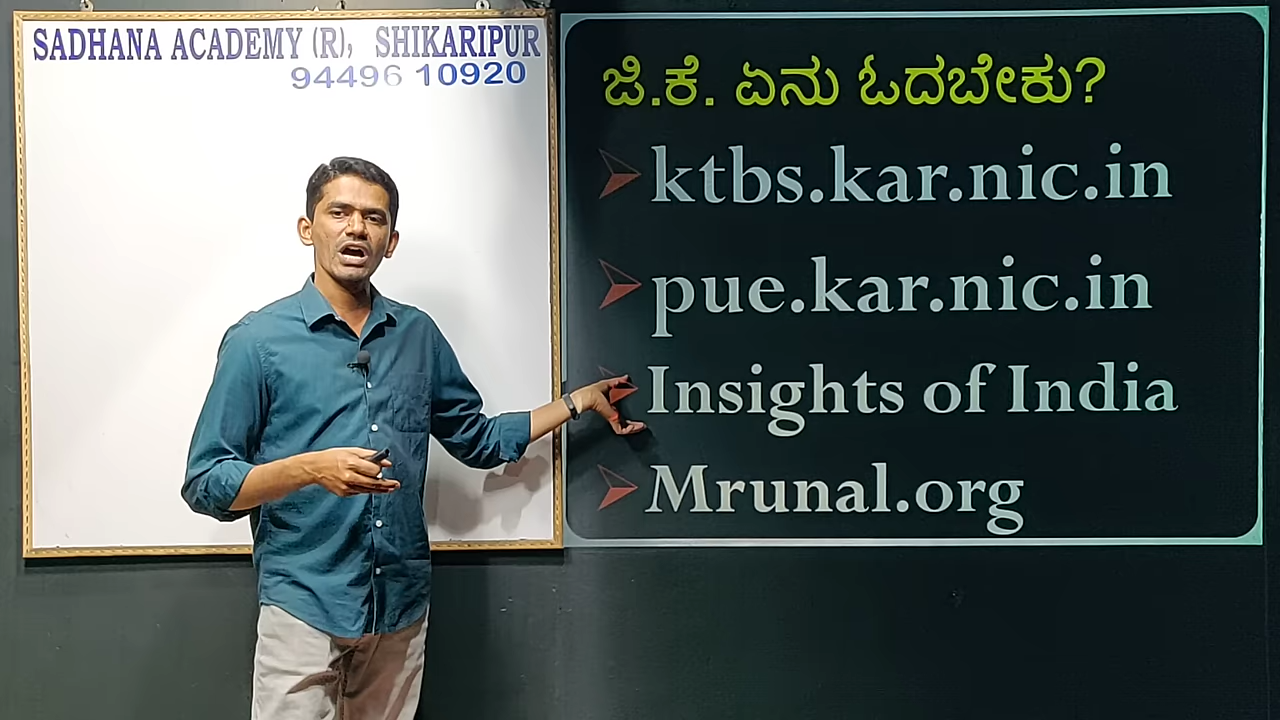 SADHANA ACADEMY (R), SHIKARIPUR
94496 10920
ಜಿ.ಕೆ. ಏನು ಓದಬೇಕು?
ktbs.kar.nic.in
pue.kar.nic.in
Insights of India
Mrunal.org